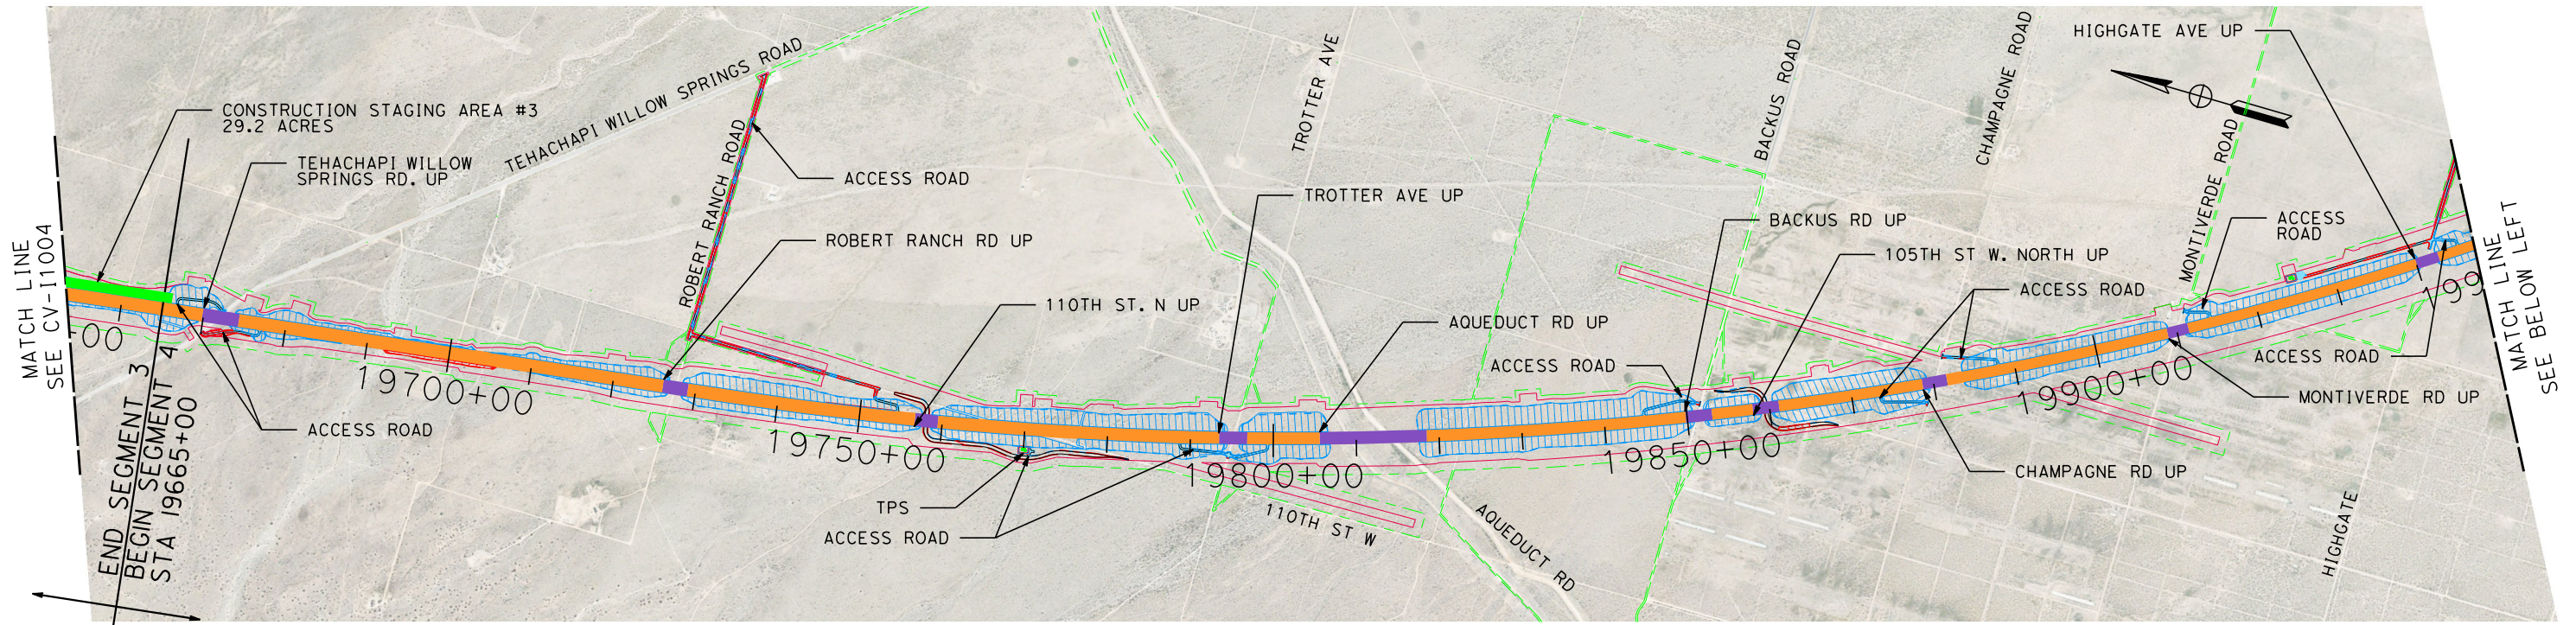 HIGHGATE AVE UP
CONSTRUCTION STAGING AREA #3
29.2 ACRES
TEHACHAPI WILLOW
SPRINGS RD. UP
TEHACHAPI WILLOW SPRINGS ROAD
ROBERT RANCH ROAD
ACCESS ROAD
TROTTER AVE
BACKUS ROAD
CHAMPAGNE ROAD
MONTIVERDE ROAD
MATCH LINE
SEE CV-I1004
ROBERT RANCH RD UP
TROTTER AVE UP
BACKUS RD UP
ACCESS
ROAD
105TH ST W. NORTH UP
110TH ST. N UP
ACCESS ROAD
AQUEDUCT RD UP
ACCESS ROAD
ACCESS ROAD
MATCH LINE
SEE BELOW LEFT
+00
19700+00
19750+00
19800+00
19850+00
19900+00
199
END SEGMENT 3
BEGIN SEGMENT 4
STA 19665+00
ACCESS ROAD
MONTIVERDE RD UP
CHAMPAGNE RD UP
TPS
ACCESS ROAD
110TH ST W
AQUEDUCT RD
HIGHGATE